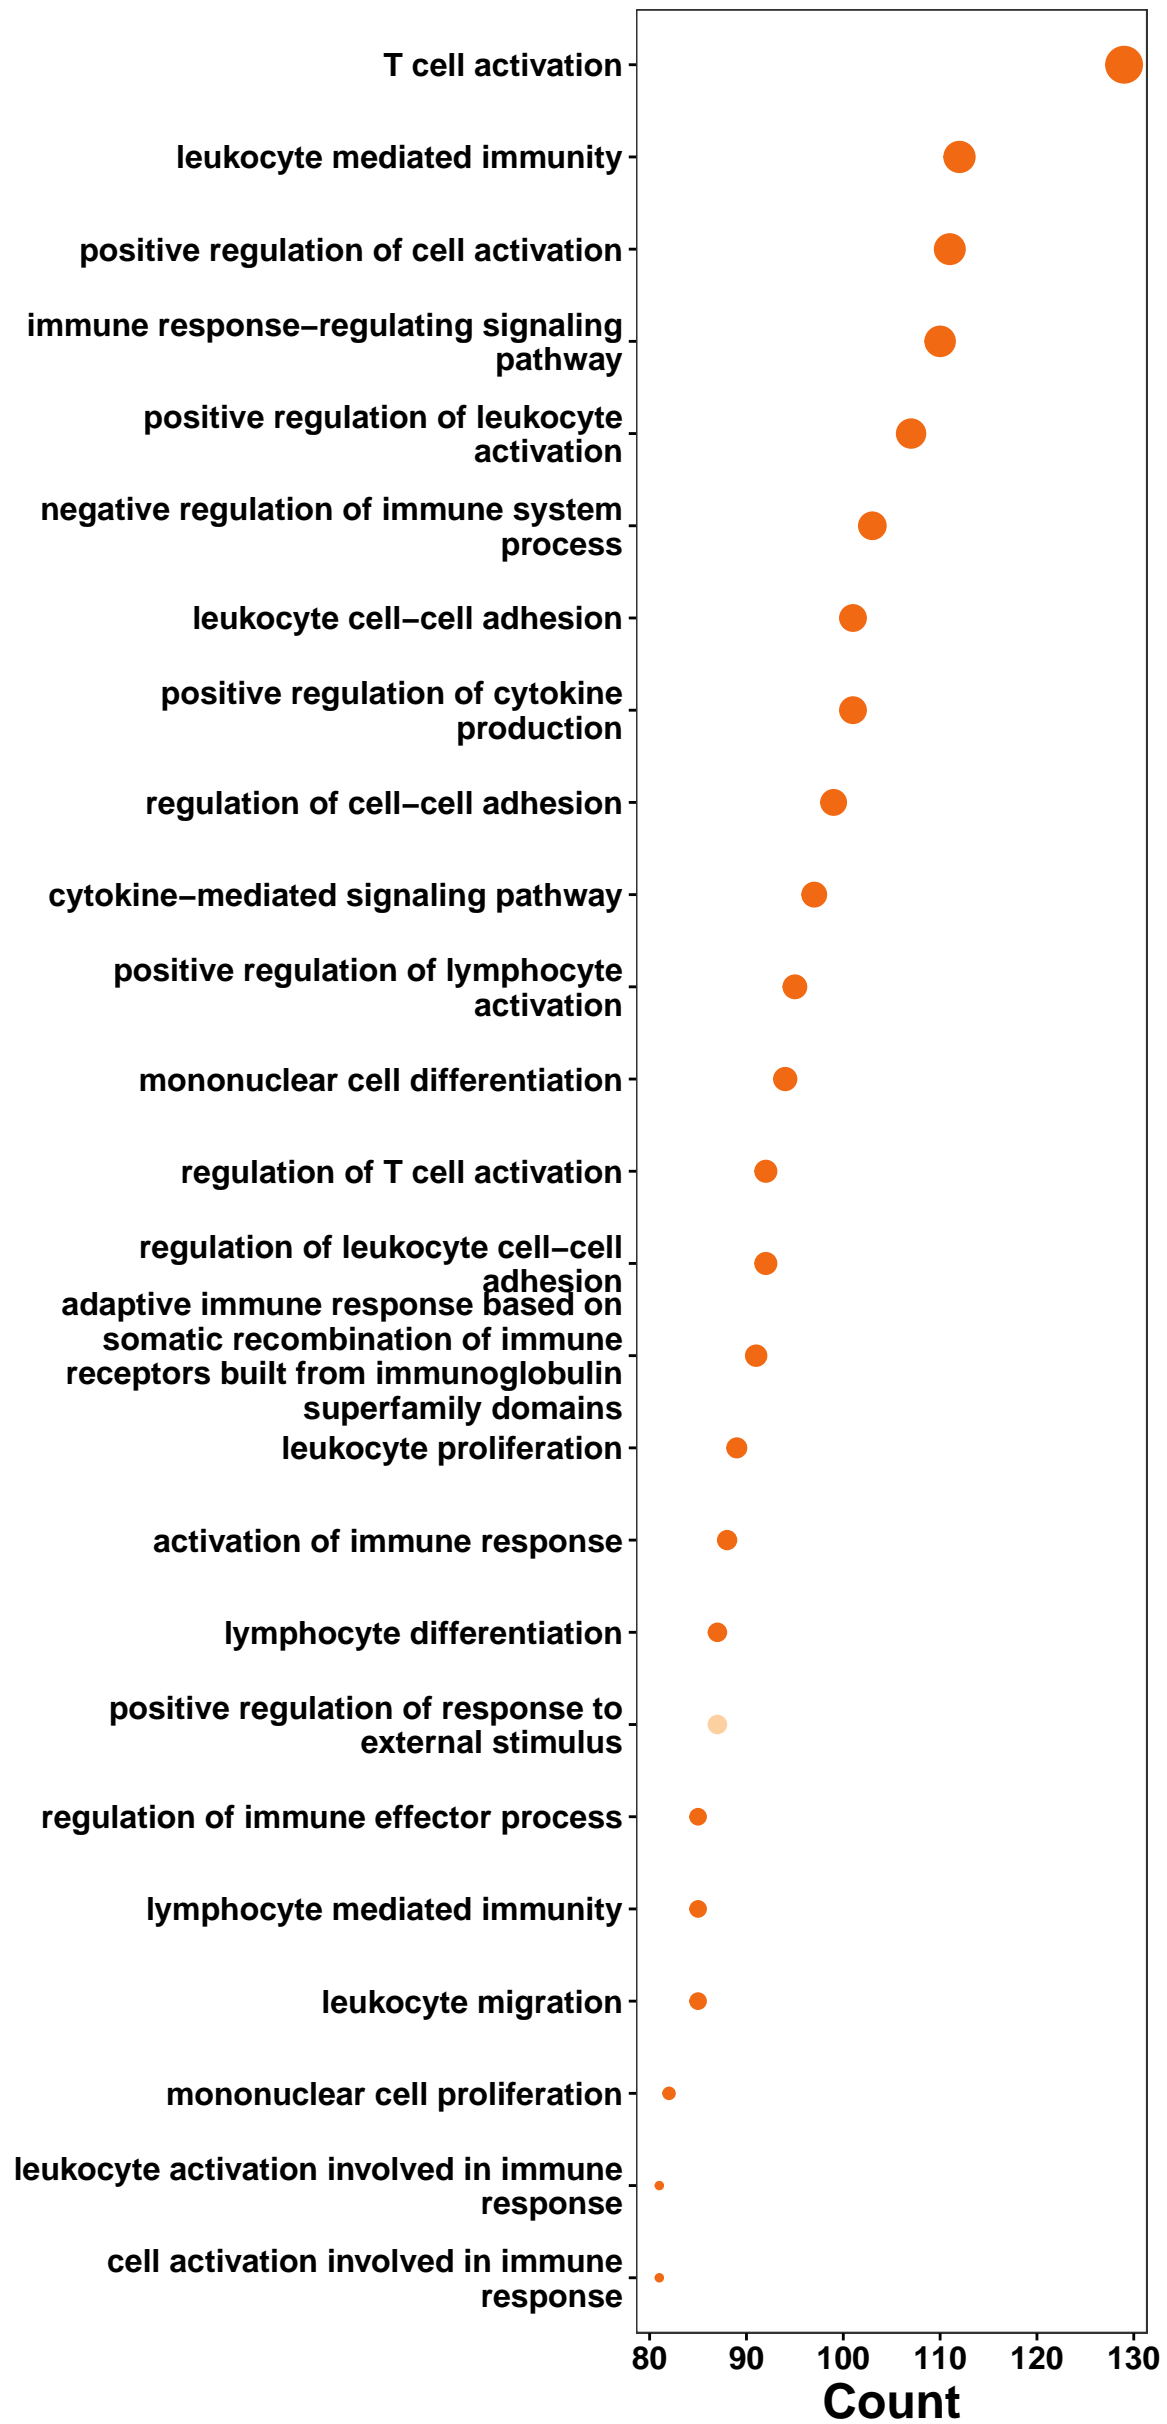 T cell activation
leukocyte mediated immunity
positive regulation of cell activation
immune response–regulating signaling
pathway
positive regulation of leukocyte
activation
negative regulation of immune system
process
leukocyte cell–cell adhesion
positive regulation of cytokine
production
regulation of cell–cell adhesion
cytokine–mediated signaling pathway
positive regulation of lymphocyte
activation
mononuclear cell differentiation
regulation of T cell activation
regulation of leukocyte cell–cell
adhesion
adaptive immune response based on
somatic recombination of immune
receptors built from immunoglobulin
superfamily domains
leukocyte proliferation
activation of immune response
lymphocyte differentiation
positive regulation of response to
external stimulus
regulation of immune effector process
lymphocyte mediated immunity
leukocyte migration
mononuclear cell proliferation
leukocyte activation involved in immune
response
cell activation involved in immune
response
80 90 100 110 120 130
Count